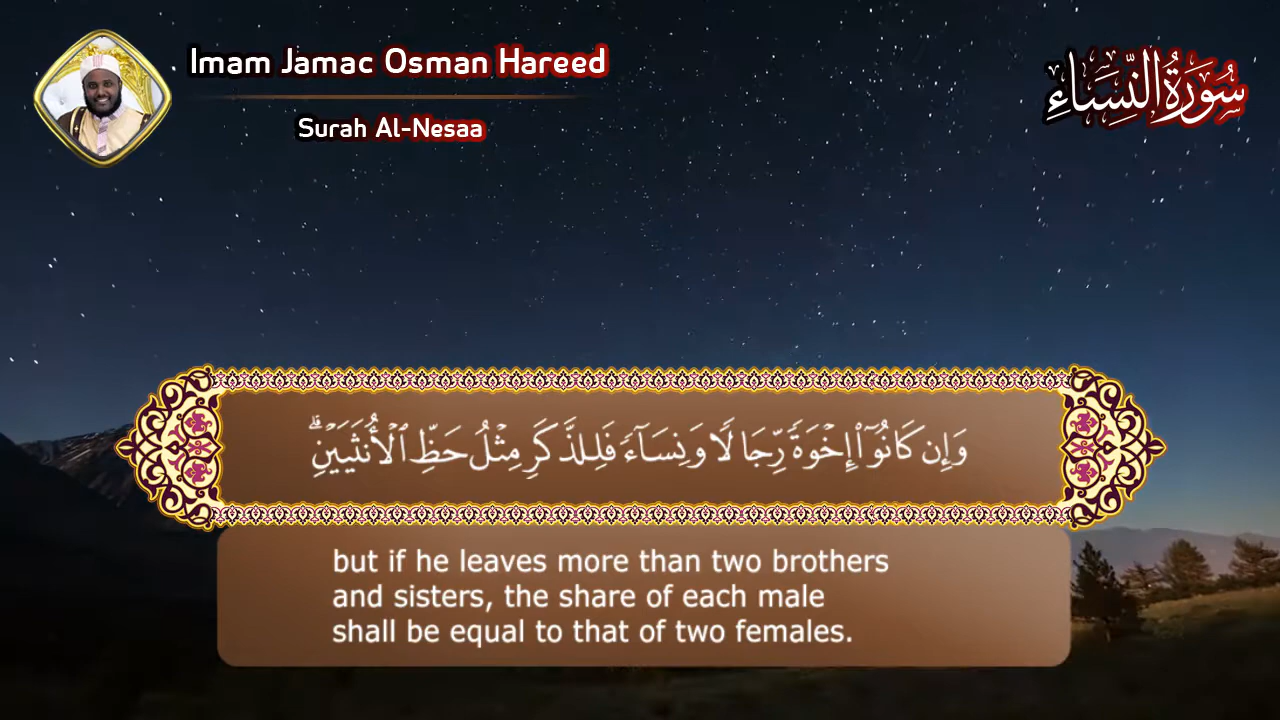 Imam Jamac Osman Hareed
Surah Al-Nesaa
سُورَةُ النِّسَاءِ
وَإِن كَانُوٓا۟ إِخْوَةً رِّجَالًا وَنِسَآءً فَلِلذَّكَرِ مِثْلُ حَظِّ ٱلْأُنثَيَيْنِ ۗ
but if he leaves more than two brothers
and sisters, the share of each male
shall be equal to that of two females.